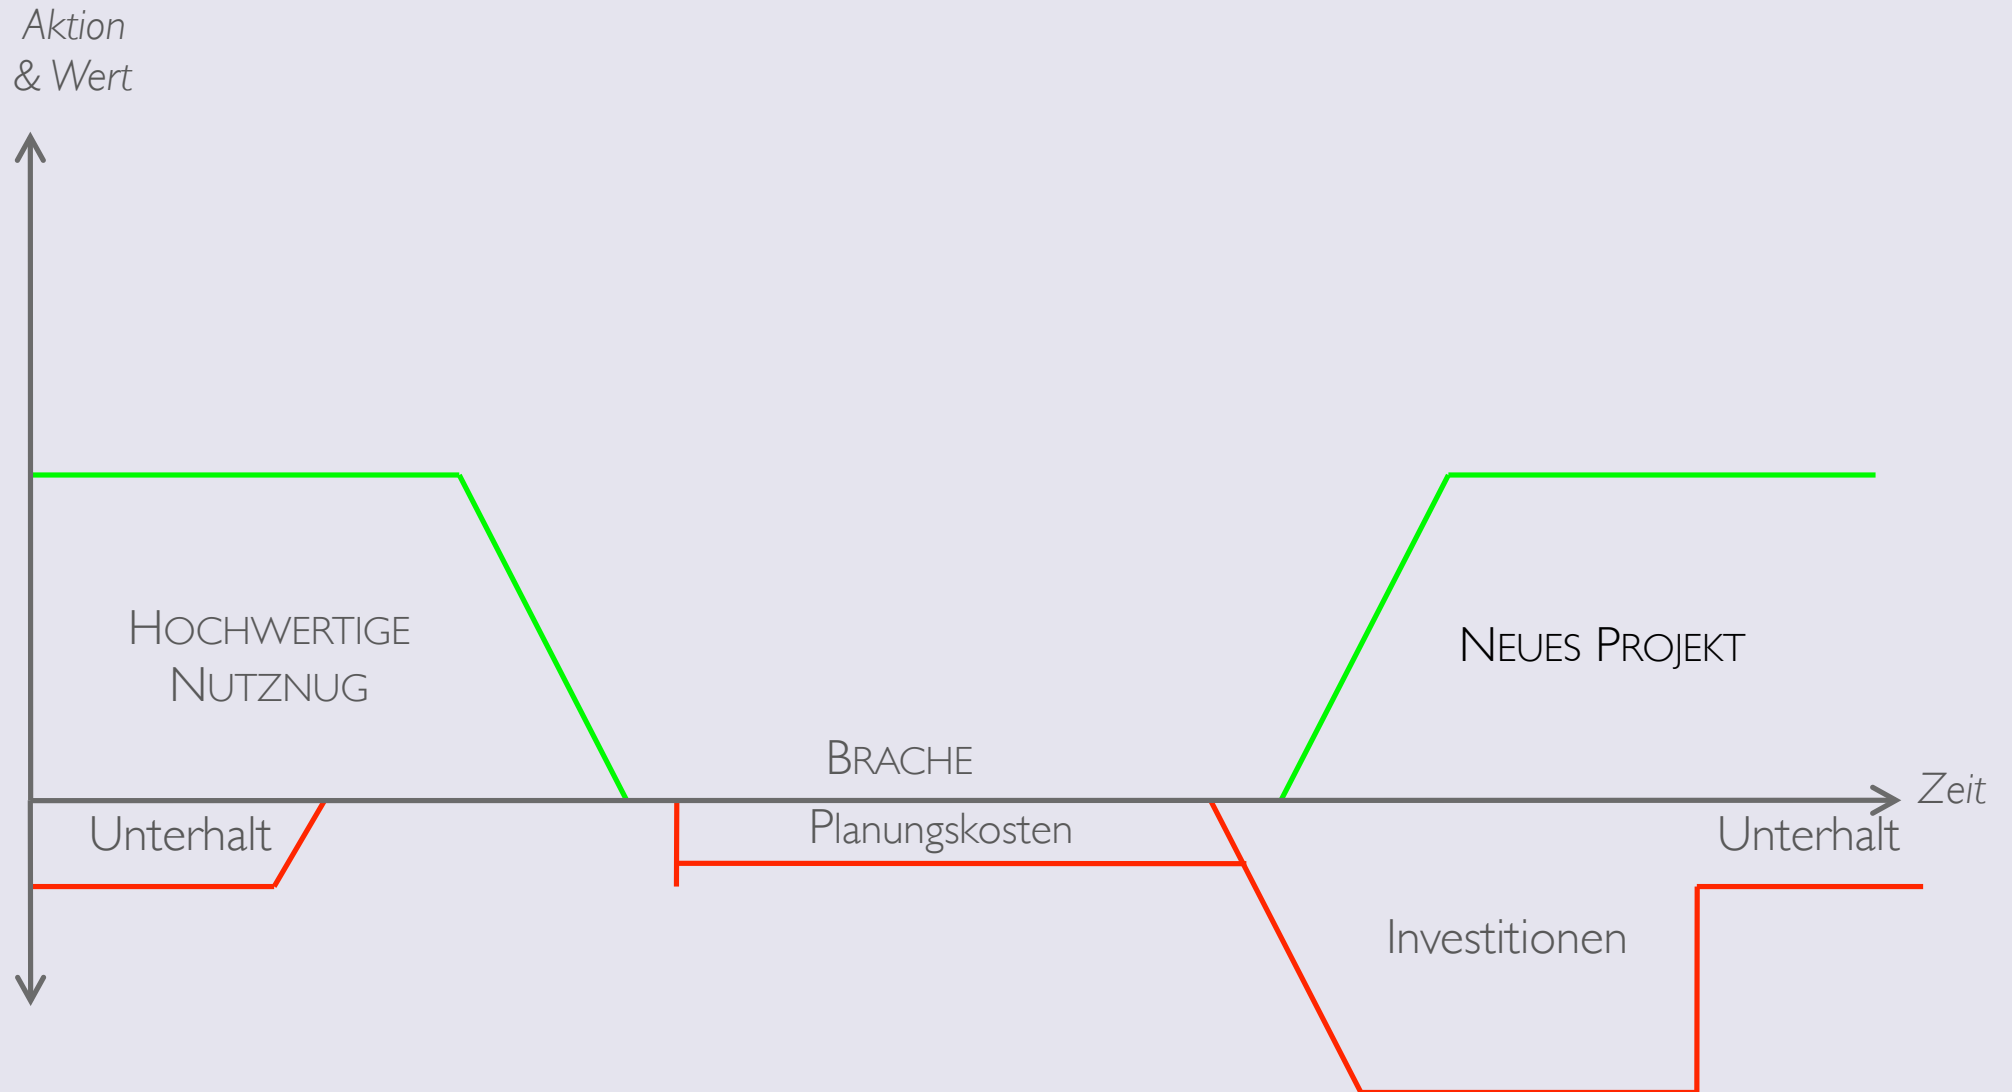 Aktion
& Wert
HOCHWERTIGE
NUTZNUG
NEUES PROJEKT
BRACHE
Zeit
Unterhalt
Planungskosten
Unterhalt
Investitionen